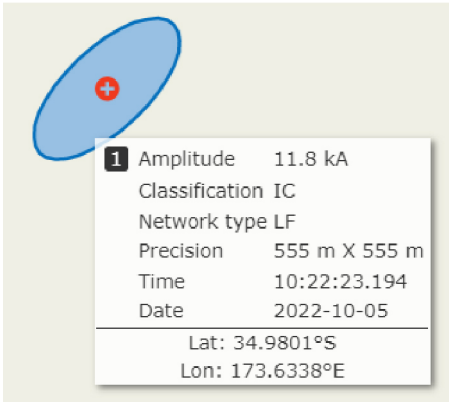 1 Amplitude 11.8 kA
Classification IC
Network type LF
Precision 555 m X 555 m
Time 10:22:23.194
Date 2022-10-05
Lat: 34.9801°S
Lon: 173.6338°E